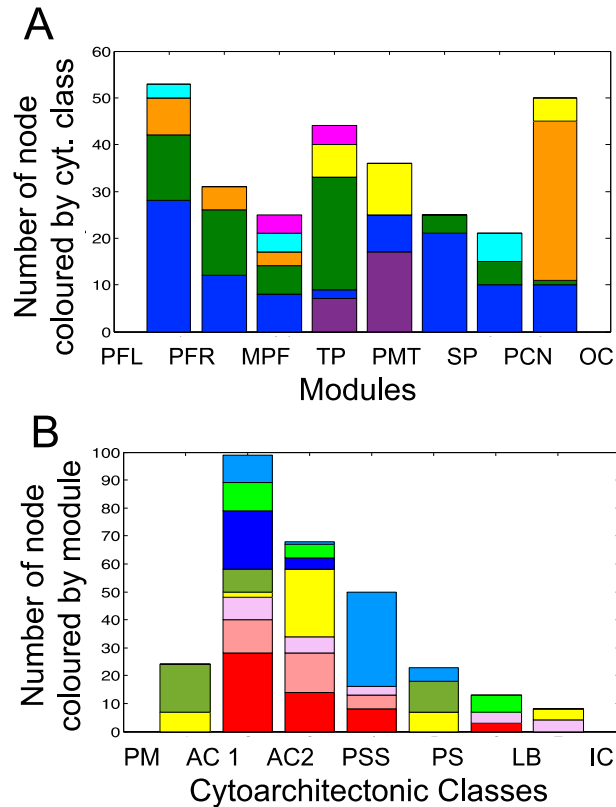 A
Number of node
coloured by cyt. class
60
50
40
30
20
10
0
PFL PFR MPF TP PMT SP PCN OC
Modules
B
Number of node
coloured by module
100
90
80
70
60
50
40
30
20
10
0
PM AC 1 AC2 PSS PS LB IC
Cytoarchitectonic Classes